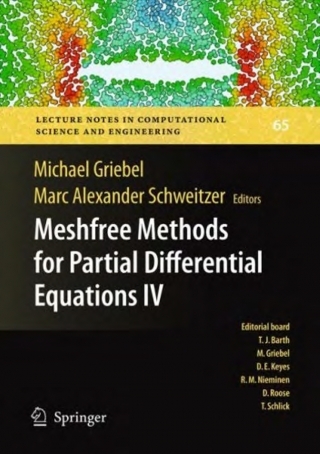 LECTURE NOTES IN COMPUTATIONAL
SCIENCE AND ENGINEERING
65
Michael Griebel
Marc Alexander Schweitzer Editors
Meshfree Methods
for Partial Differential
Equations IV
Editorial board
T. J. Barth
M. Griebel
D. E. Keyes
R. M. Nieminen
D. Roose
T. Schlick
Springer